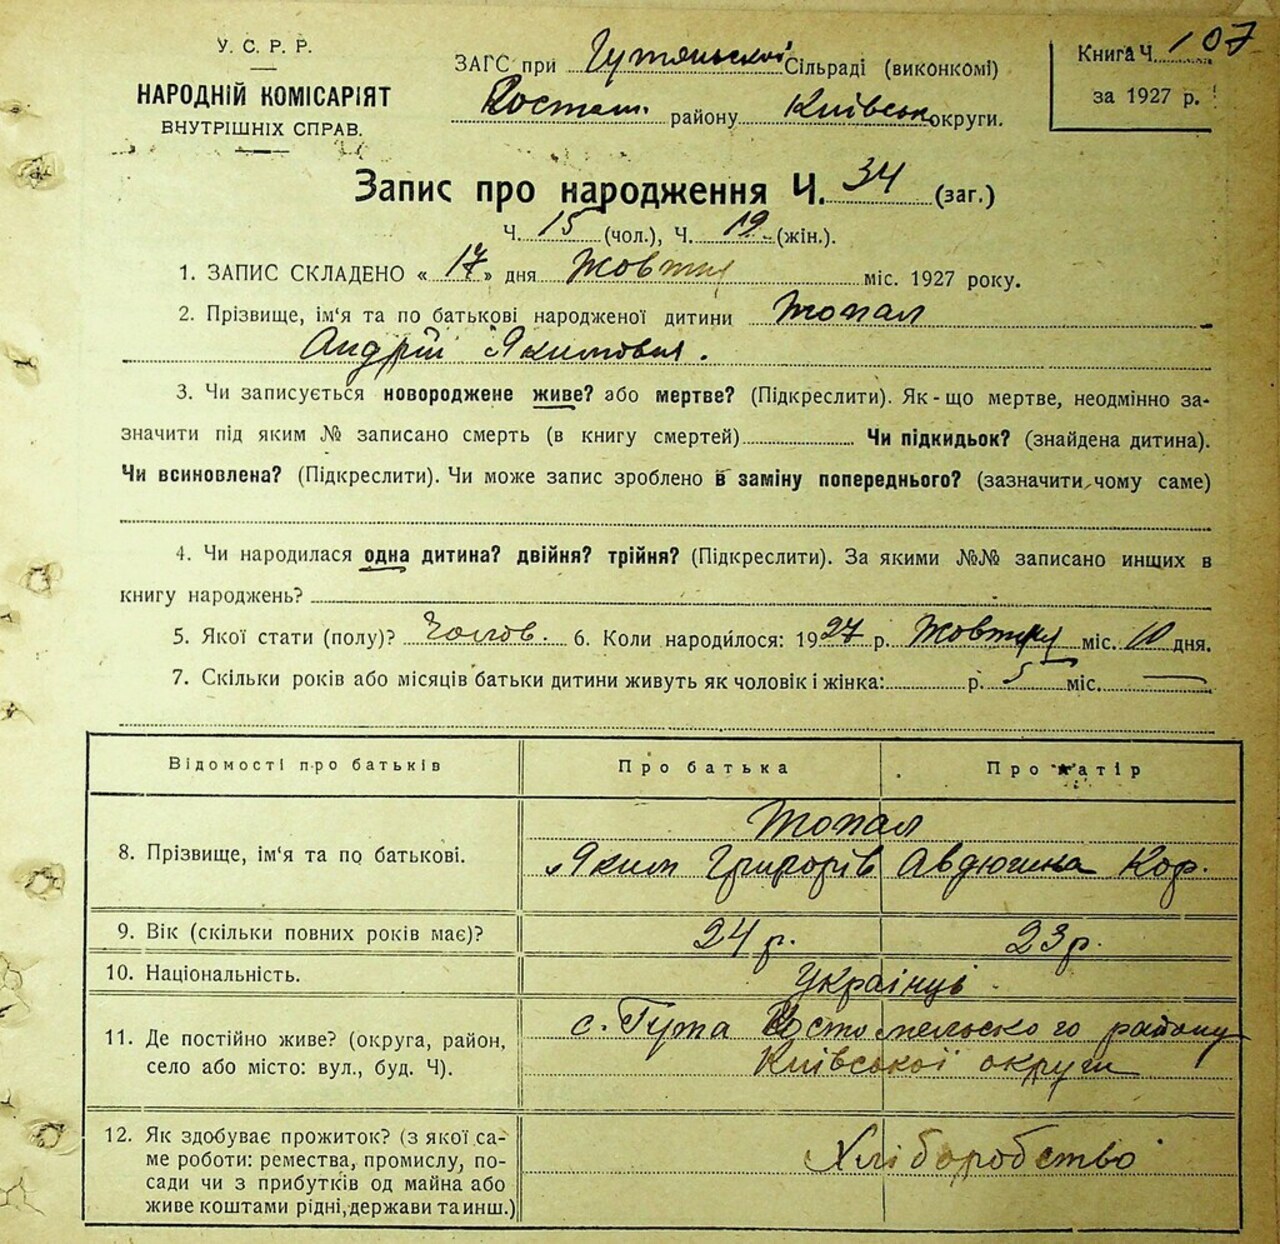 У. С. Р. Р.
НАРОДНІЙ КОМІСАРІЯТ
ВНУТРІШНІХ СПРАВ.
ЗАГС при Гутяньской Сільраді (виконкомі)
Костом. району Київськ округи.
Книга Ч. 107
за 1927 р.
Запис про народження Ч. 34 (заг.)
Ч. 15 (чол.), Ч. 19 (жін.).
1. ЗАПИС СКЛАДЕНО « 17 » дня Жовтня міс. 1927 року.
2. Прізвище, ім‘я та по батькові народженої дитини Топал
Андрій Якимович.
3. Чи записується новороджене живе? або мертве? (Підкреслити). Як-що мертве, неодмінно за-
значити під яким № записано смерть (в книгу смертей) Чи підкидьок? (знайдена дитина).
Чи всиновлена? (Підкреслити). Чи може запис зроблено в заміну попереднього? (зазначити чому саме)
4. Чи народилася одна дитина? двійня? трійня? (Підкреслити). За якими №№ записано инщих в
книгу народжень?
5. Якої стати (полу)? Чолов. 6. Коли народилося: 1927 р. Жовтня міс. 10 дня.
7. Скільки років або місяців батьки дитини живуть як чоловік і жінка: р. 5 міс. —
Відомості про батьків Про батька Про матір
Топал
8. Прізвище, ім‘я та по батькові. Яким Григорів Авдюгина Кор.
9. Вік (скільки повних років має)? 24 р. 23 р.
10. Національність. Українці
11. Де постійно живе? (округа, район, с. Гута Костомельского району
село або місто: вул., буд. Ч). Київської округи
12. Як здобуває прожиток? (з якої са-
ме роботи: ремества, промислу, по- Хліборобство
сади чи з прибутків од майна або
живе коштами рідні, держави та инш.)